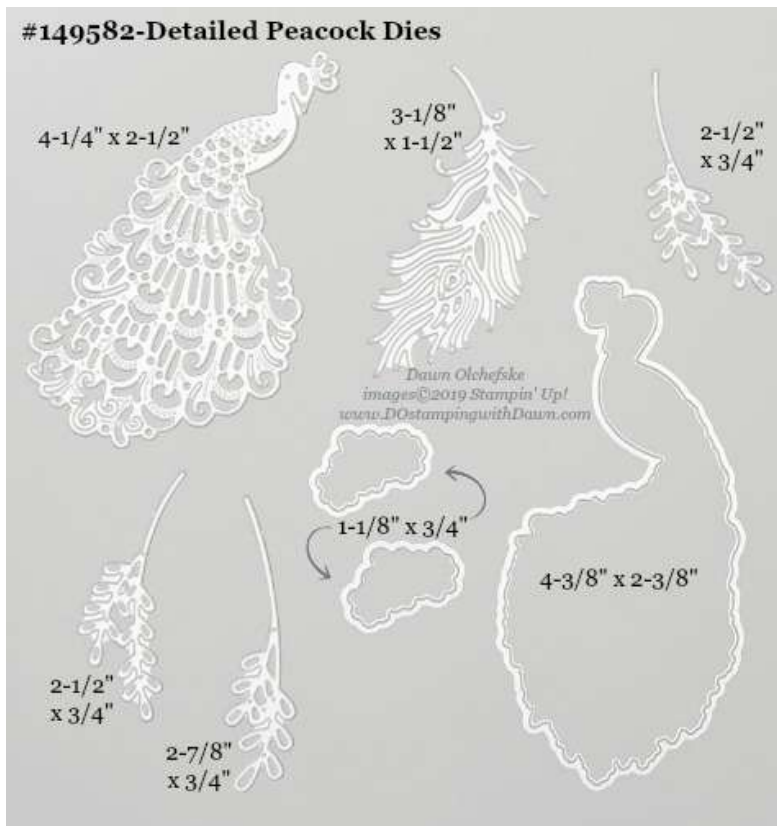 #149582-Detailed Peacock Dies
4-1/4" x 2-1/2"
3-1/8"
x 1-1/2"
2-1/2"
x 3/4"
Dawn Olchefske
images©2019 Stampin' Up!
www.DOstampingwithDawn.com
1-1/8" x 3/4"
4-3/8" x 2-3/8"
2-1/2"
x 3/4"
2-7/8"
x 3/4"